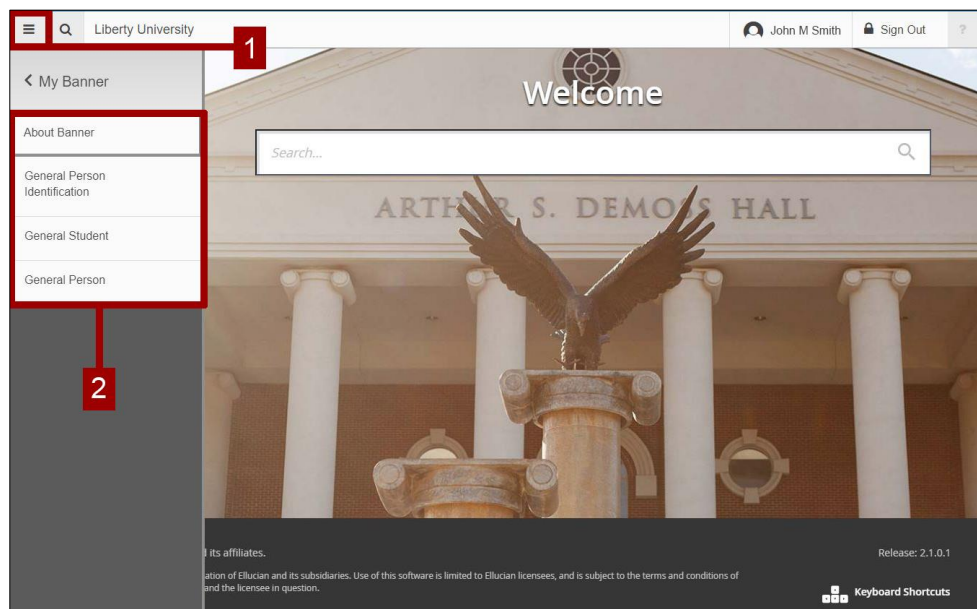 Liberty University
John M Smith
Sign Out
?
1
My Banner
Welcome
About Banner
Search...
General Person
Identification
ARTHUR S. DEMOSS HALL
General Student
General Person
2
its affiliates.
Release: 2.1.0.1
ation of Ellucian and its subsidiaries. Use of this software is limited to Ellucian licensees, and is subject to the terms and conditions of
and the licensee in question.
Keyboard Shortcuts